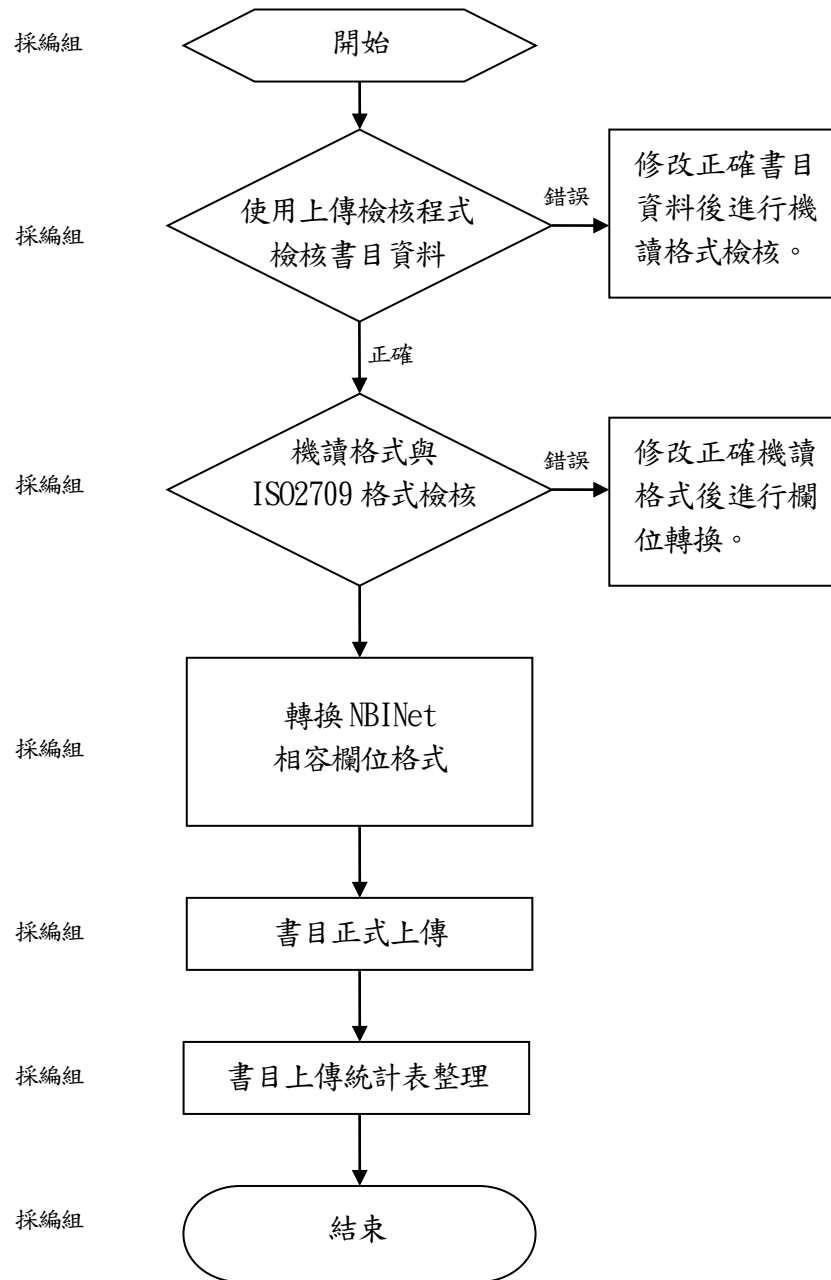 採編組
開始
採編組
使用上傳檢核程式
檢核書目資料
錯誤
修改正確書目
資料後進行機
讀格式檢核。
正確
採編組
機讀格式與
ISO2709 格式檢核
錯誤
修改正確機讀
格式後進行欄
位轉換。
採編組
轉換 NBINet
相容欄位格式
採編組
書目正式上傳
採編組
書目上傳統計表整理
採編組
結束